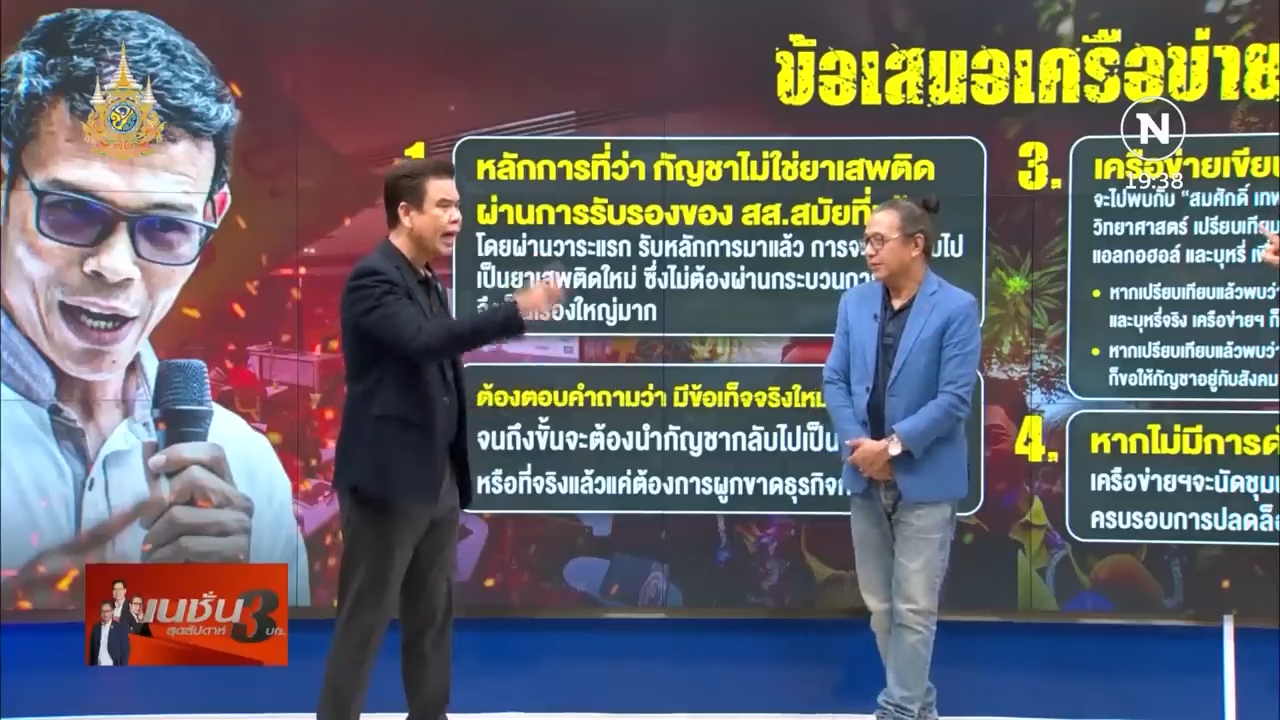 ข้อเสนอเครือข่าย
N
19:38
1
หลักการที่ว่า กัญชาไม่ใช่ยาเสพติด
ผ่านการรับรองของ สส.สมัยที่
โดยผ่านวาระแรก รับหลักการมาแล้ว การ
เป็นยาเสพติดใหม่ ซึ่งไม่ต้องผ่านกระบวน
ต้องตอบคำถามว่า มีข้อเท็จจริงใหม่
จนถึงขั้นจะต้องนำกัญชากลับไปเป็น
หรือที่จริงแล้วแค่ต้องการผูกขาดธุรกิจ
3.
เครือข่ายเขีย
จะไปพบกับ "สมศักดิ์ เทพ
วิทยาศาสตร์ เปรียบเทีย
แอลกอฮอล์ และบุหรี่
• หากเปรียบเทียบแล้วพบว่า
และบุหรี่จริง เครือข่ายฯ ก็
• หากเปรียบเทียบแล้วพบว่า
ก็ขอให้กัญชาอยู่กับสังคม
4.
หากไม่มีการ
เครือข่ายฯจะนัดชุม
ครบรอบการปลดล็
เนชั่น 3 บก.
สุดสัปดาห์